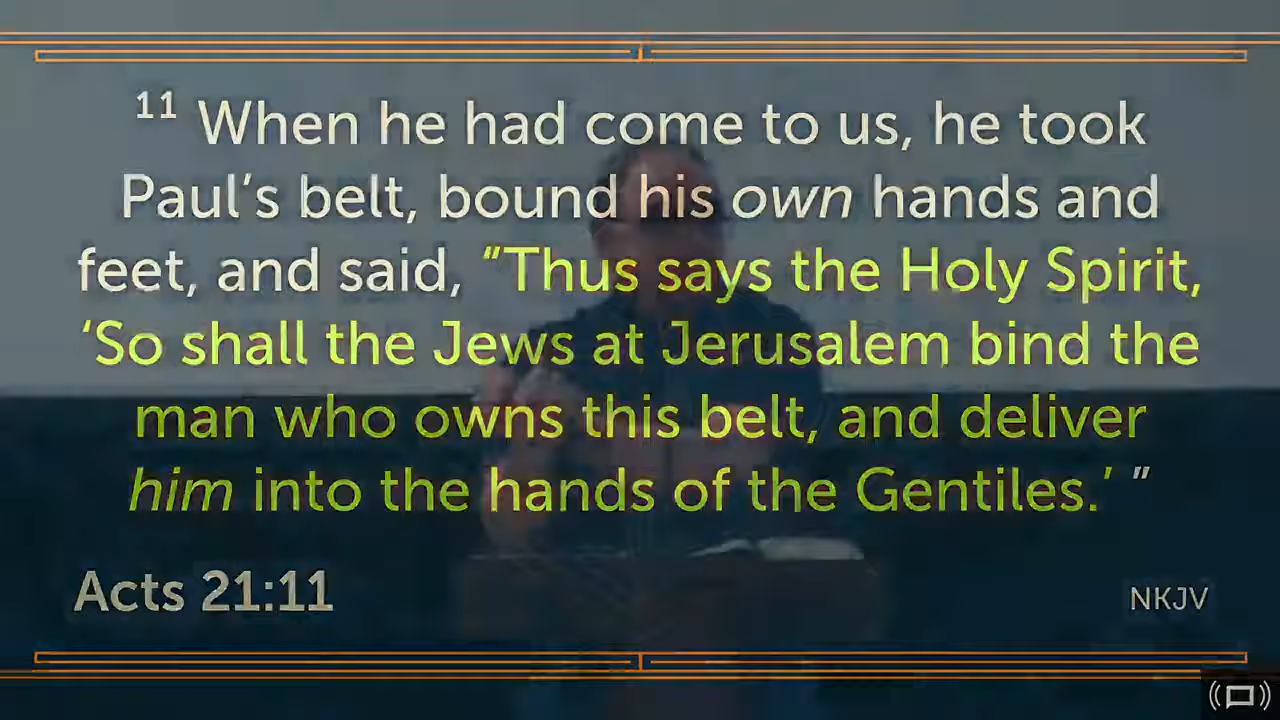 11 When he had come to us, he took
Paul’s belt, bound his own hands and
feet, and said, “Thus says the Holy Spirit,
‘So shall the Jews at Jerusalem bind the
man who owns this belt, and deliver
him into the hands of the Gentiles.’ ”
Acts 21:11
NKJV